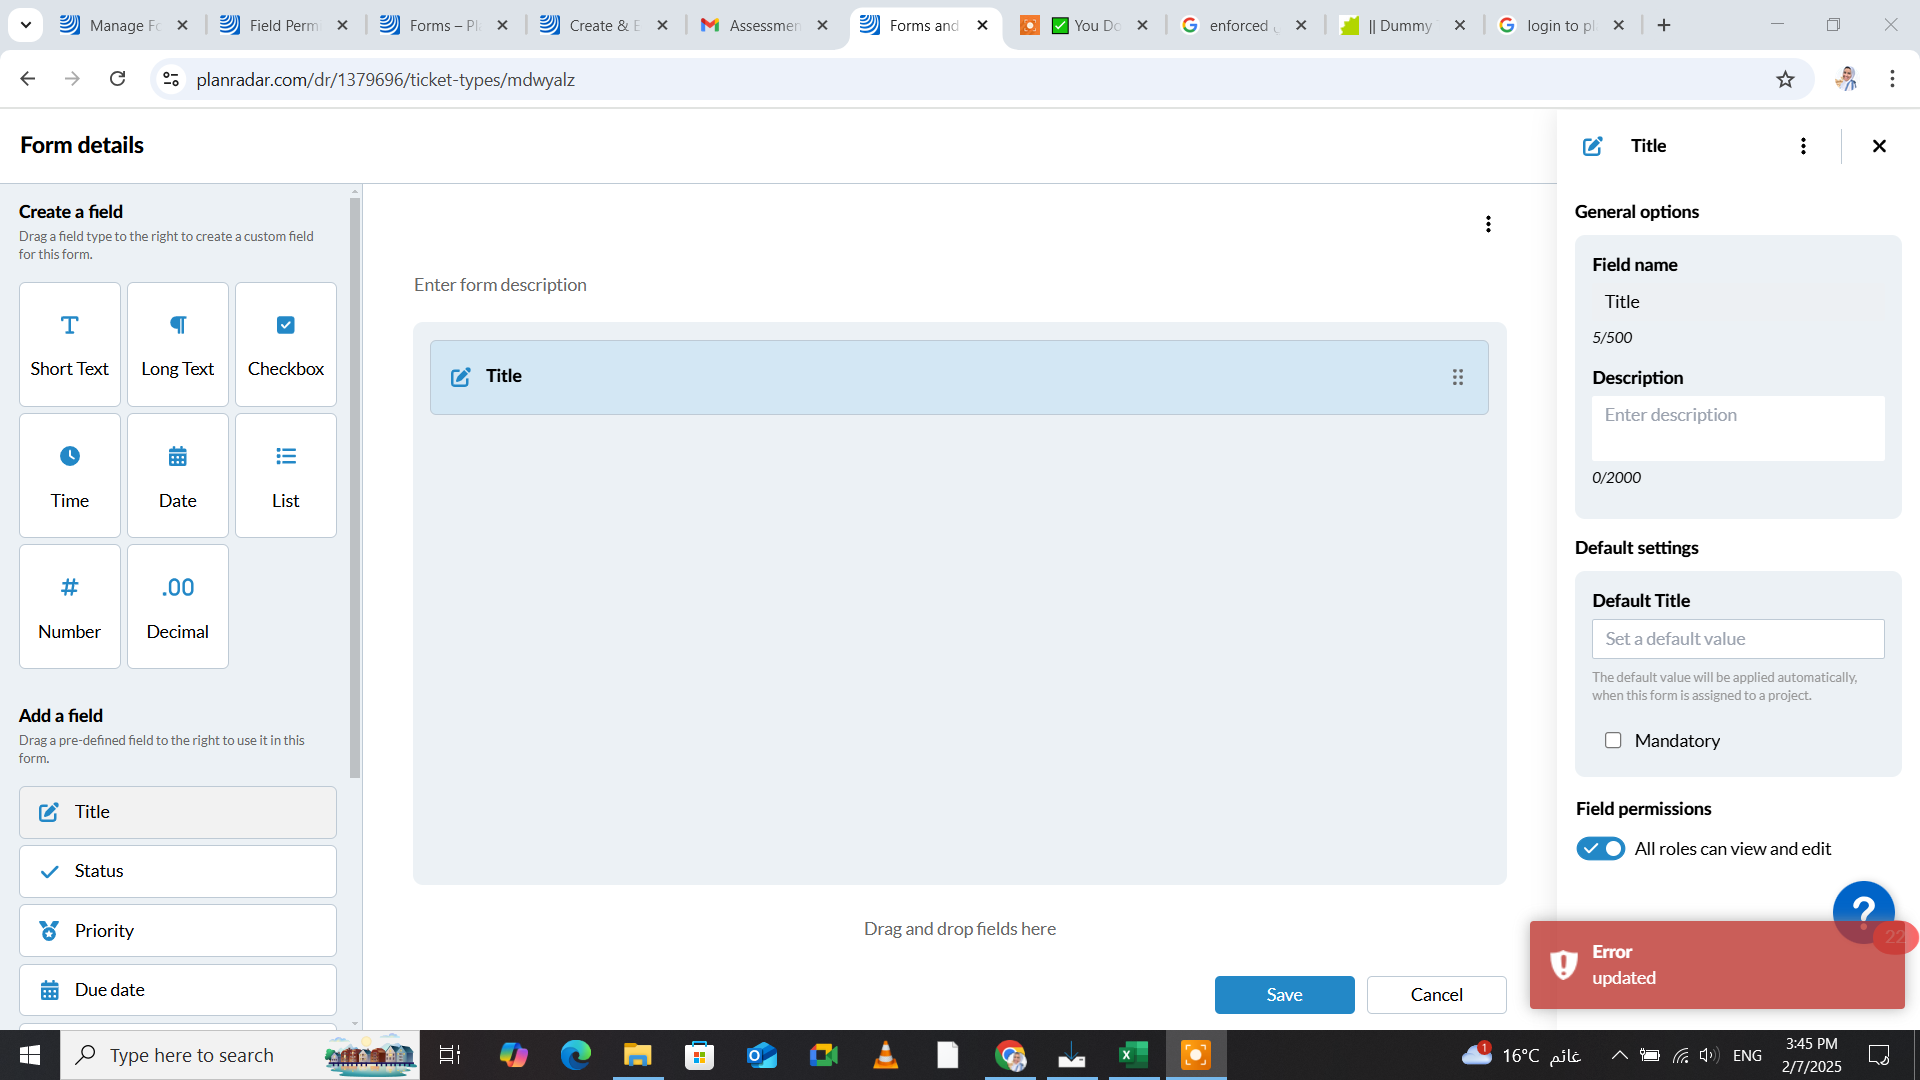 Manage Fo
Field Perm
Forms – Pl
Create & E
Assessmen
Forms and
You Do
enforced
|| Dummy
login to pl
planradar.com/dr/1379696/ticket-types/mdwyalz
Form details
Title
Create a field
Drag a field type to the right to create a custom field
for this form.
Short Text
Long Text
Checkbox
Time
Date
List
Number
.00
Decimal
Add a field
Drag a pre-defined field to the right to use it in this
form.
Title
Status
Priority
Due date
Enter form description
Title
Drag and drop fields here
Save
Cancel
General options
Field name
Title
5/500
Description
Enter description
0/2000
Default settings
Default Title
Set a default value
The default value will be applied automatically,
when this form is assigned to a project.
Mandatory
Field permissions
All roles can view and edit
?
22
Error
updated
Type here to search
1
16°C غائم
ENG
3:45 PM
2/7/2025